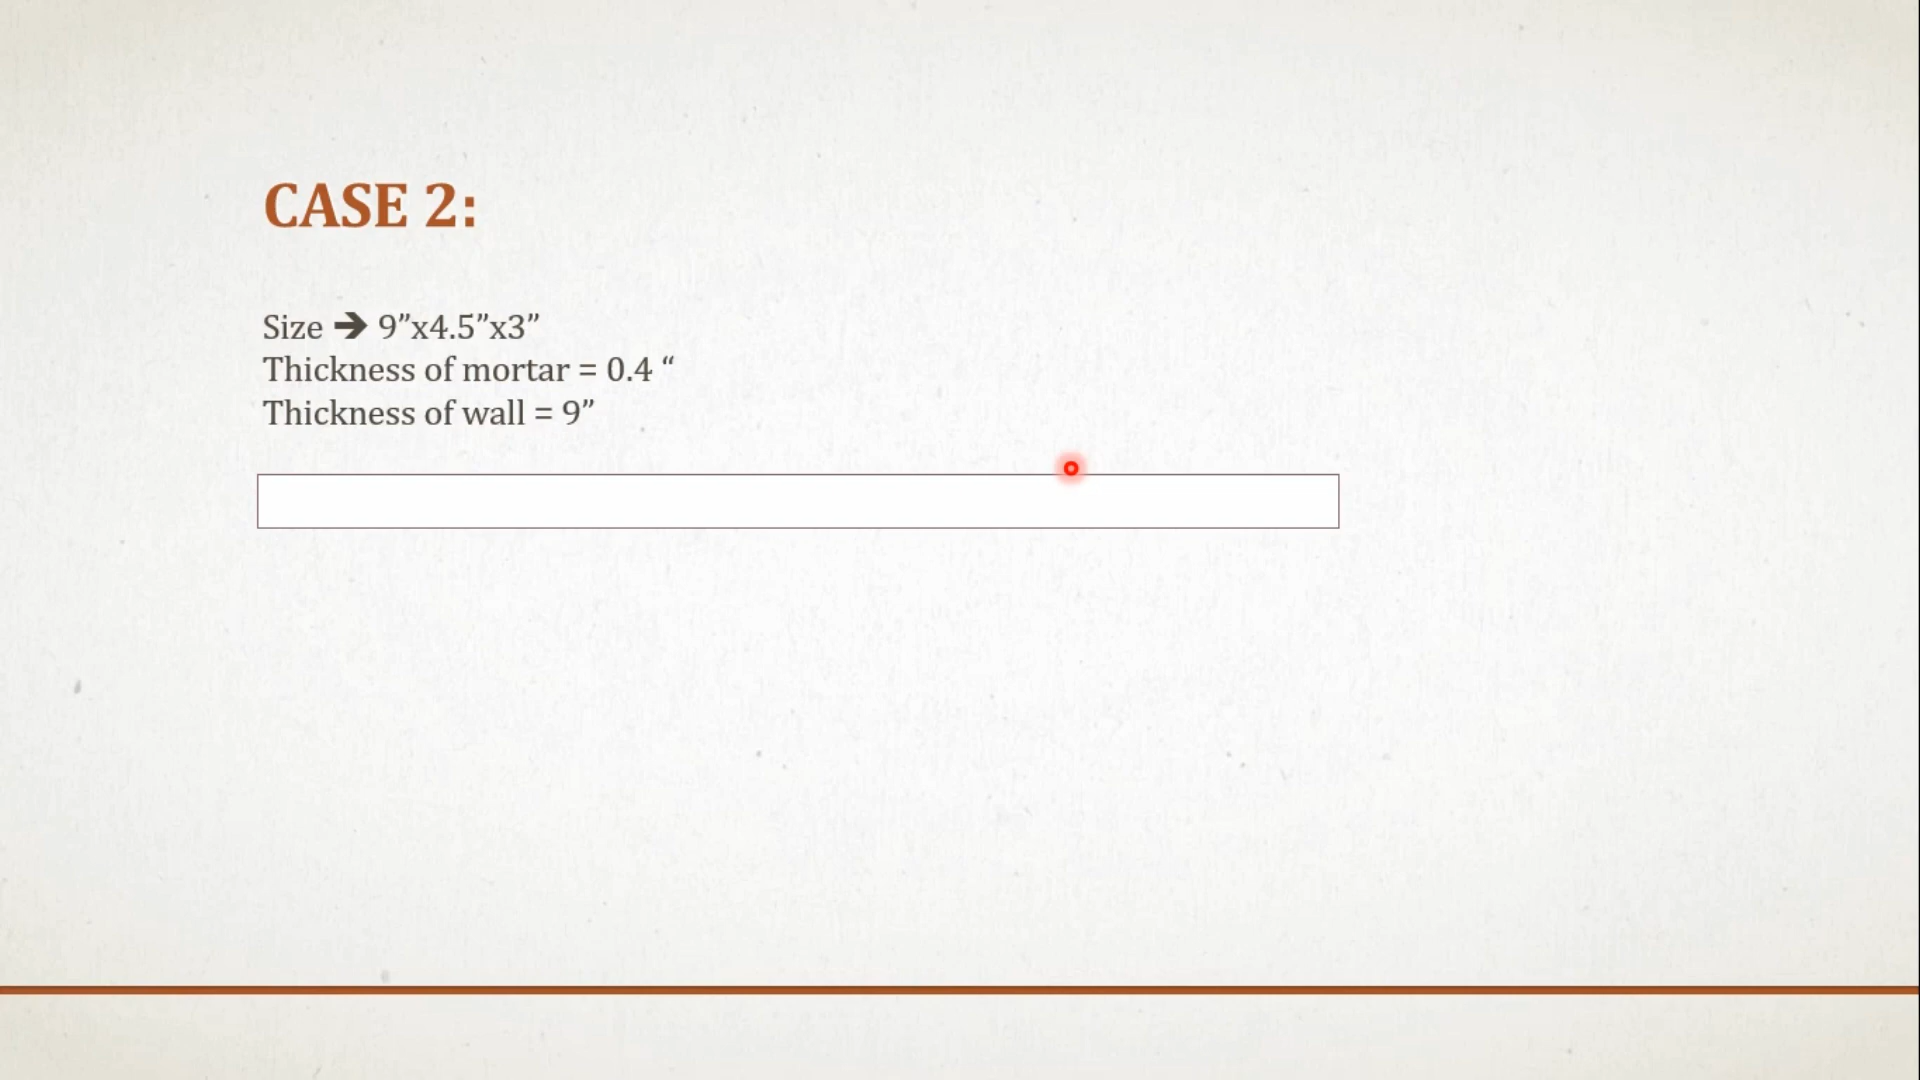 CASE 2:
Size 🡺 9”x4.5”x3”
Thickness of mortar = 0.4 “
Thickness of wall = 9”